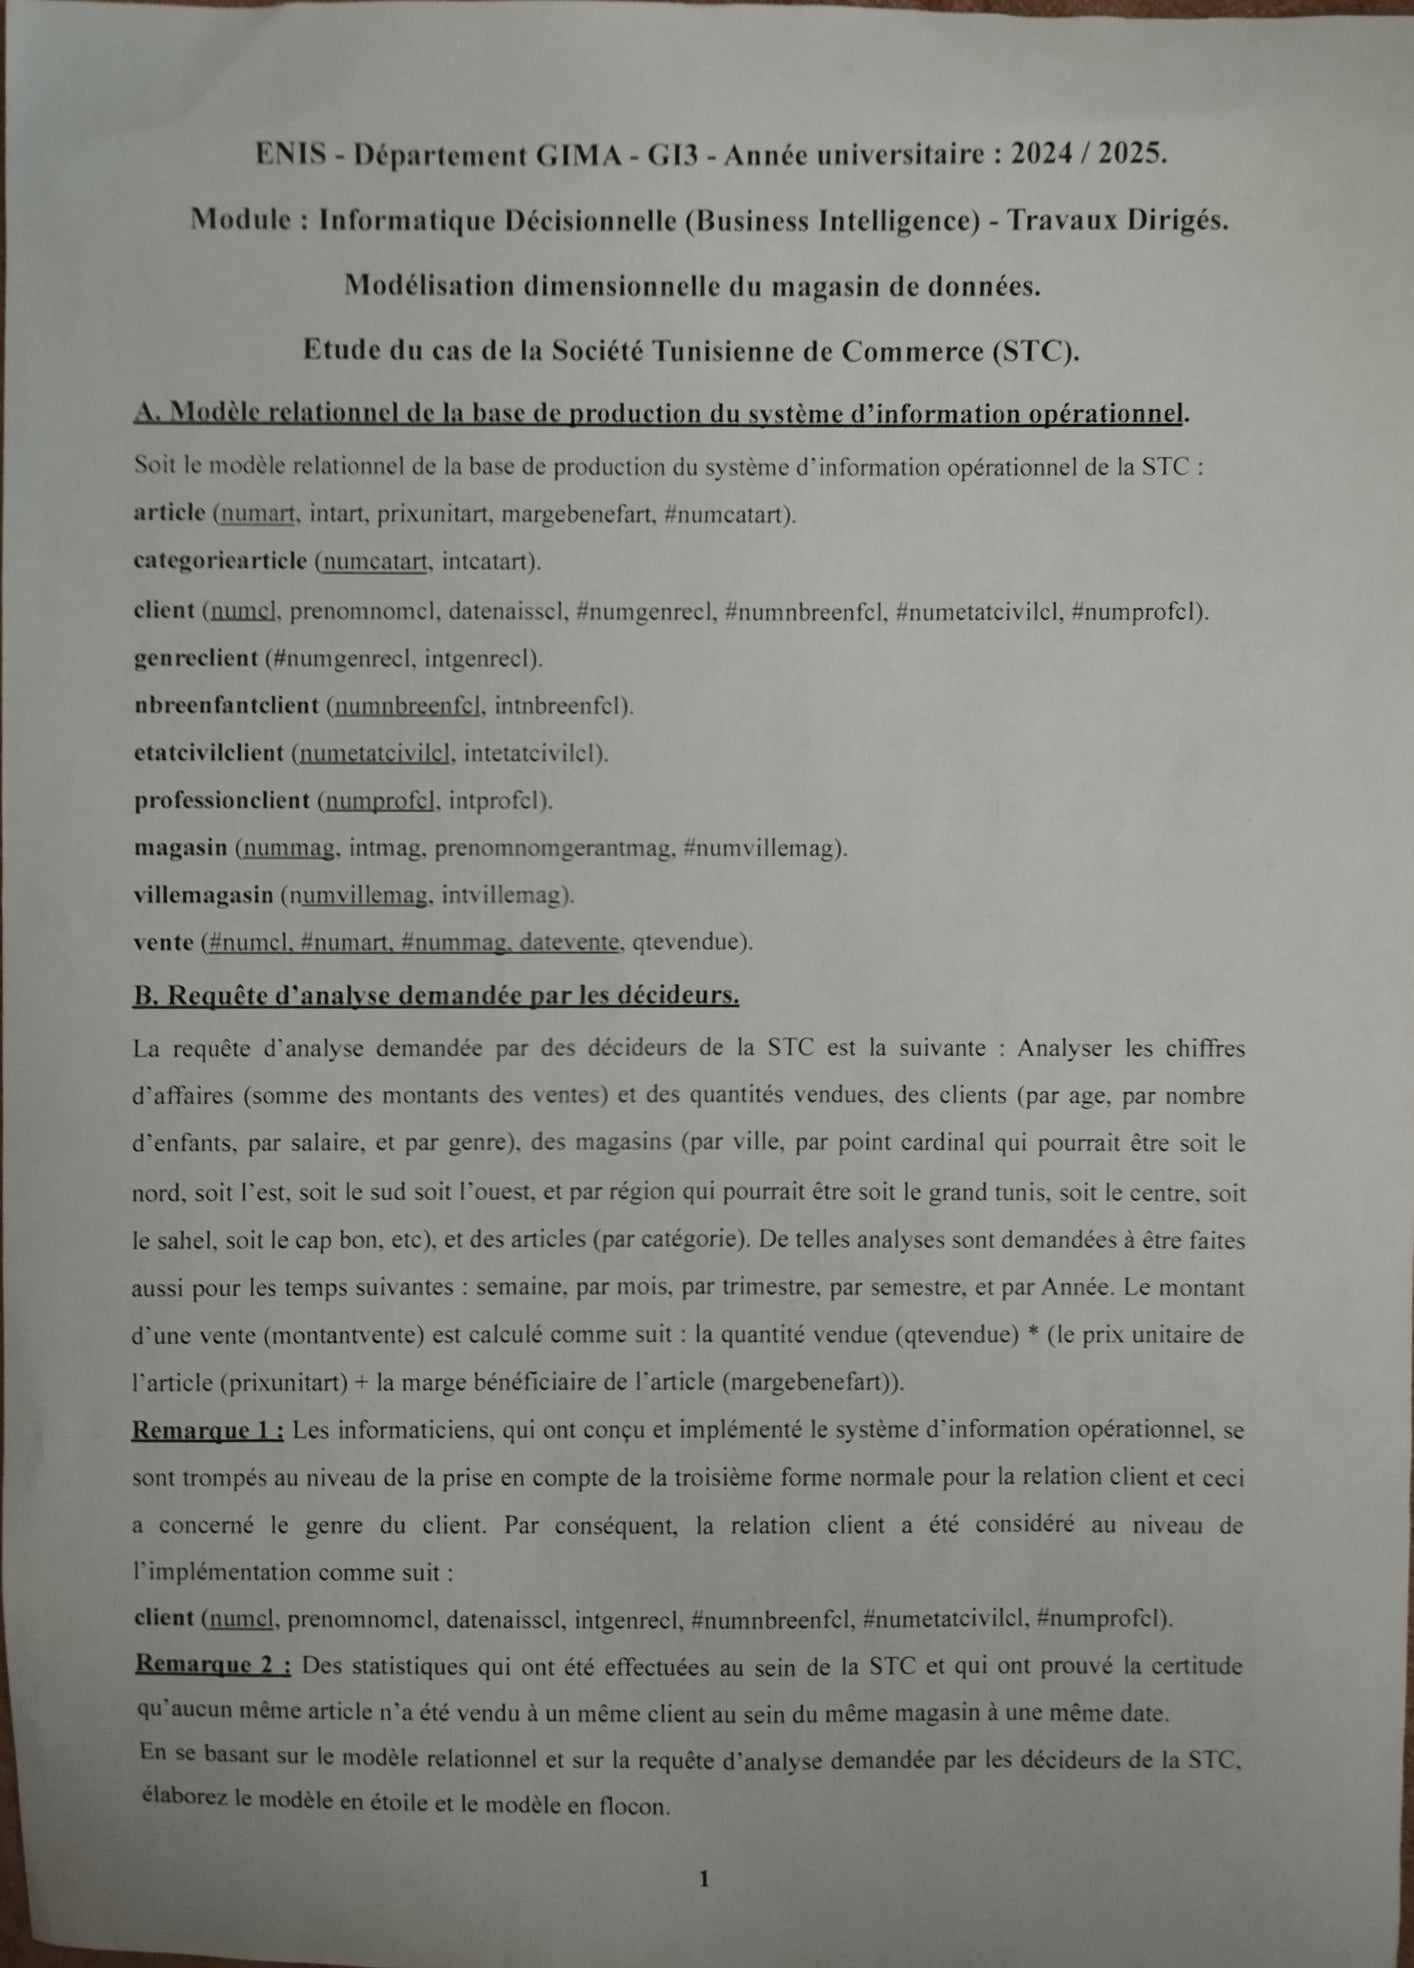 ENIS - Département GIMA - GI3 - Année universitaire : 2024 / 2025.
Module : Informatique Décisionnelle (Business Intelligence) - Travaux Dirigés.
Modélisation dimensionnelle du magasin de données.
Etude du cas de la Société Tunisienne de Commerce (STC).
A. Modèle relationnel de la base de production du système d'information opérationnel.
Soit le modèle relationnel de la base de production du système d'information opérationnel de la STC :
article (numart, intart, prixunitart, margebenefart, #numcatart).
categoriearticle (numcatart, intcatart).
client (numcl, prenomnomcl, datenaisscl, #numgenrecl, #numnbreenfcl, #numetatcivilcl, #numprofcl).
genreclient (#numgenrecl, intgenrecl).
nbreenfantclient (numnbreenfcl, intnbreenfcl).
etatcivilclient (numetatcivilcl, intetatcivilcl).
professionclient (numprofcl, intprofcl).
magasin (nummag, intmag, prenomnomgerantmag, #numvillemag).
villemagasin (numvillemag, intvillemag).
vente (#numcl, #numart, #nummag, datevente, qtevendue).
B. Requête d'analyse demandée par les décideurs.
La requête d'analyse demandée par des décideurs de la STC est la suivante : Analyser les chiffres
d'affaires (somme des montants des ventes) et des quantités vendues, des clients (par age, par nombre
d'enfants, par salaire, et par genre), des magasins (par ville, par point cardinal qui pourrait être soit le
nord, soit l'est, soit le sud soit l'ouest, et par région qui pourrait être soit le grand tunis, soit le centre, soit
le sahel, soit le cap bon, etc), et des articles (par catégorie). De telles analyses sont demandées à être faites
aussi pour les temps suivantes : semaine, par mois, par trimestre, par semestre, et par Année. Le montant
d'une vente (montantvente) est calculé comme suit : la quantité vendue (qtevendue) * (le prix unitaire de
l'article (prixunitart) + la marge bénéficiaire de l'article (margebenefart)).
Remarque 1 : Les informaticiens, qui ont conçu et implémenté le système d'information opérationnel, se
sont trompés au niveau de la prise en compte de la troisième forme normale pour la relation client et ceci
a concerné le genre du client. Par conséquent, la relation client a été considéré au niveau de
l'implémentation comme suit :
client (numcl, prenomnomcl, datenaisscl, intgenrecl, #numnbreenfcl, #numetatcivilcl, #numprofcl).
Remarque 2 : Des statistiques qui ont été effectuées au sein de la STC et qui ont prouvé la certitude
qu'aucun même article n'a été vendu à un même client au sein du même magasin à une même date.
En se basant sur le modèle relationnel et sur la requête d'analyse demandée par les décideurs de la STC,
élaborez le modèle en étoile et le modèle en flocon.
1